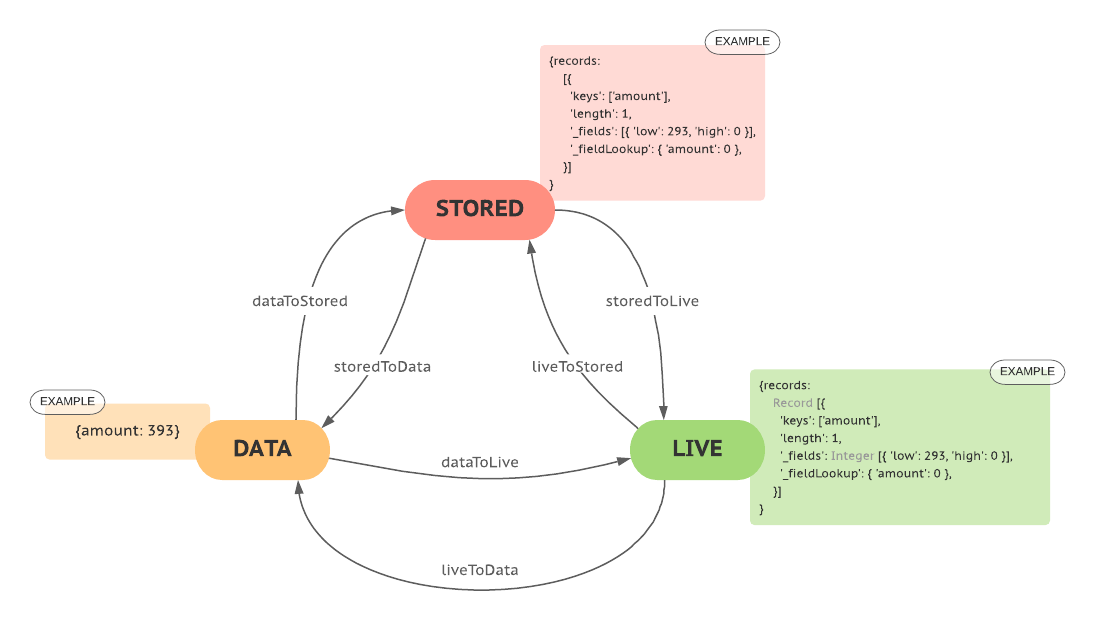 EXAMPLE
{records:
[{
'keys': ['amount'],
'length': 1,
'_fields': [{ 'low': 293, 'high': 0 }],
'_fieldLookup': { 'amount': 0 },
}]
}
STORED
dataToStored
storedToLive
storedToData
liveToStored
EXAMPLE
{amount: 393}
DATA
dataToLive
LIVE
EXAMPLE
{records:
Record [{
'keys': ['amount'],
'length': 1,
'_fields': Integer [{ 'low': 293, 'high': 0 }],
'_fieldLookup': { 'amount': 0 },
}]
}
liveToData